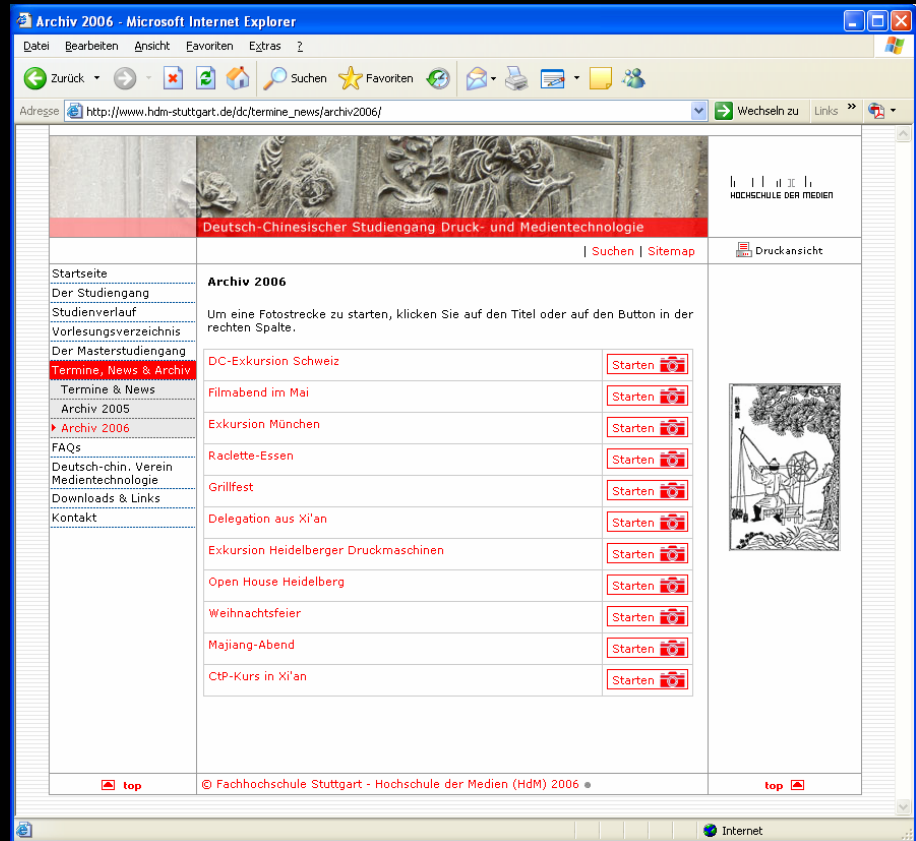 Archiv 2006 - Microsoft Internet Explorer
Datei Bearbeiten Ansicht Favoriten Extras ?
Zurück Suchen Favoriten
Adresse http://www.hdm-stuttgart.de/dc/termine_news/archiv2006/ Wechseln zu Links »
HOCHSCHULE DER MEDIEN
Deutsch-Chinesischer Studiengang Druck- und Medientechnologie
| Suchen | Sitemap
Druckansicht
Startseite
Der Studiengang
Studienverlauf
Vorlesungsverzeichnis
Der Masterstudiengang
Termine, News & Archiv
Termine & News
Archiv 2005
Archiv 2006
FAQs
Deutsch-chin. Verein
Medientechnologie
Downloads & Links
Kontakt
Archiv 2006
Um eine Fotostrecke zu starten, klicken Sie auf den Titel oder auf den Button in der
rechten Spalte.
DC-Exkursion Schweiz Starten
Filmabend im Mai Starten
Exkursion München Starten
Raclette-Essen Starten
Grillfest Starten
Delegation aus Xi'an Starten
Exkursion Heidelberger Druckmaschinen Starten
Open House Heidelberg Starten
Weihnachtsfeier Starten
Majiang-Abend Starten
CtP-Kurs in Xi'an Starten
top
© Fachhochschule Stuttgart - Hochschule der Medien (HdM) 2006
top
Internet